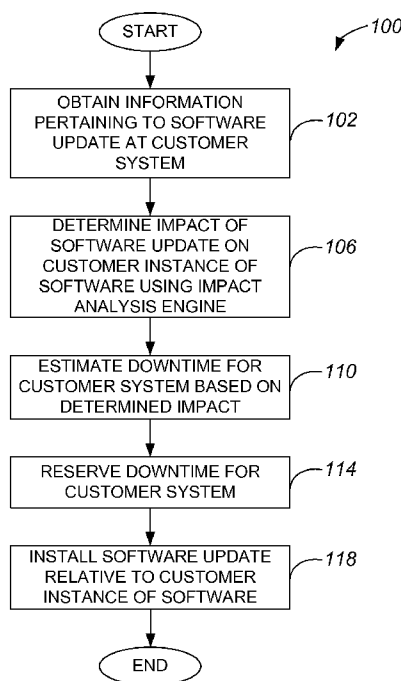 START
100
OBTAIN INFORMATION
PERTAINING TO SOFTWARE
UPDATE AT CUSTOMER
SYSTEM
102
DETERMINE IMPACT OF
SOFTWARE UPDATE ON
CUSTOMER INSTANCE OF
SOFTWARE USING IMPACT
ANALYSIS ENGINE
106
ESTIMATE DOWNTIME FOR
CUSTOMER SYSTEM BASED ON
DETERMINED IMPACT
110
RESERVE DOWNTIME FOR
CUSTOMER SYSTEM
114
INSTALL SOFTWARE UPDATE
RELATIVE TO CUSTOMER
INSTANCE OF SOFTWARE
118
END